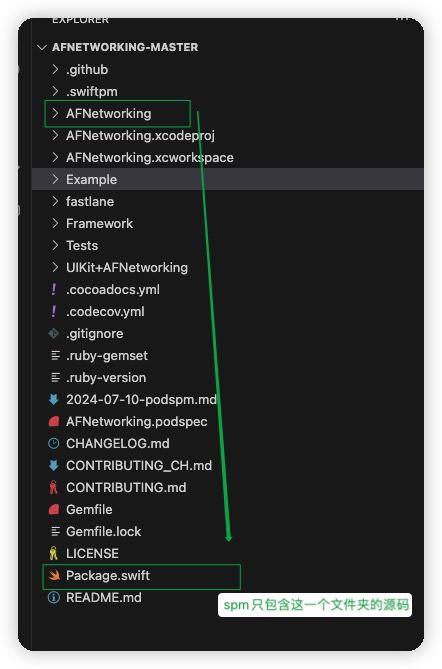 EXPLORER
AFNETWORKING-MASTER
.github
.swiftpm
AFNetworking
AFNetworking.xcodeproj
AFNetworking.xcworkspace
Example
fastlane
Framework
Tests
UIKit+AFNetworking
.cocoadocs.yml
.codecov.yml
.gitignore
.ruby-gemset
.ruby-version
2024-07-10-podspm.md
AFNetworking.podspec
CHANGELOG.md
CONTRIBUTING_CH.md
CONTRIBUTING.md
Gemfile
Gemfile.lock
LICENSE
Package.swift
README.md
spm只包含这一个文件夹的源码